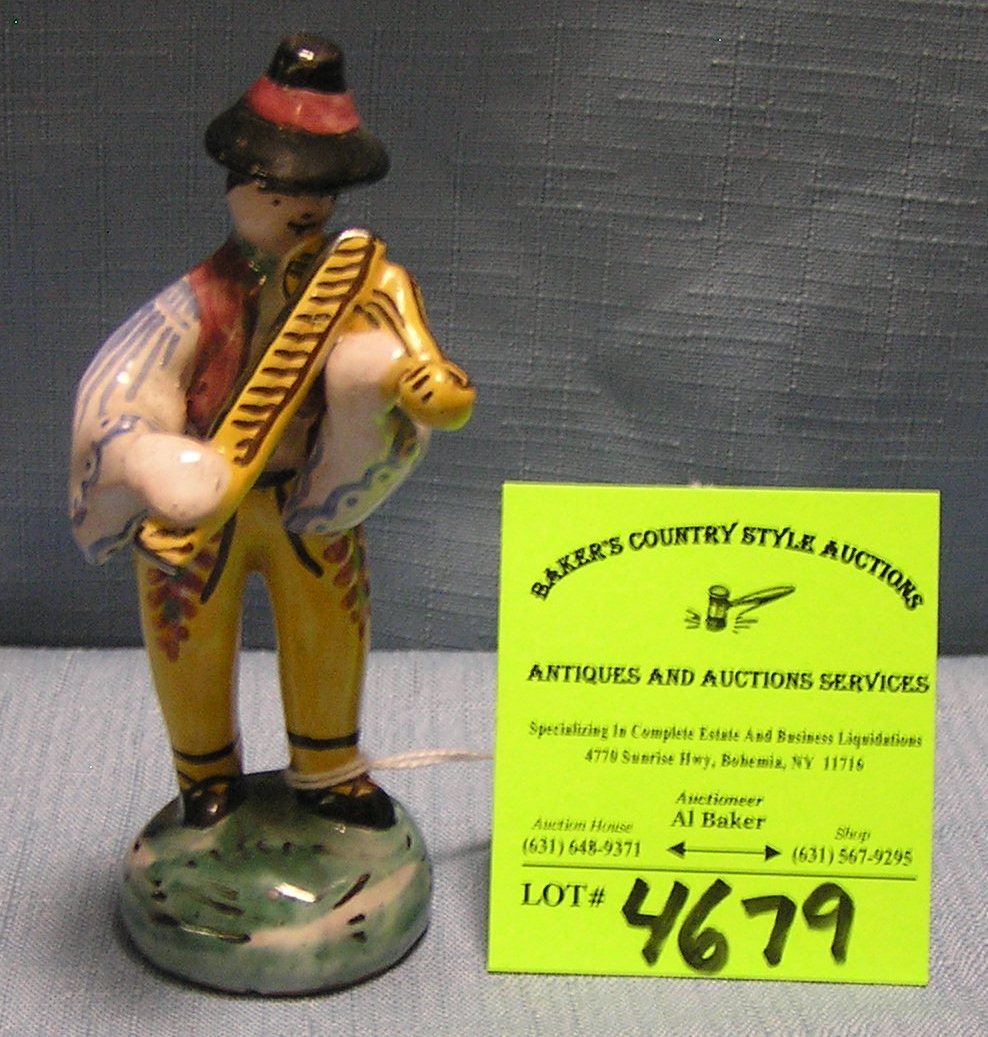 BAKER'S COUNTRY STYLE AUCTIONS
ANTIQUES AND AUCTIONS SERVICES
Specializing In Complete Estate And Business Liquidations
4770 Sunrise Hwy, Bohemia, NY 11716
Auctioneer
Auction House Al Baker Shop
(631) 648-9371 (631) 567-9295
LOT# 4679